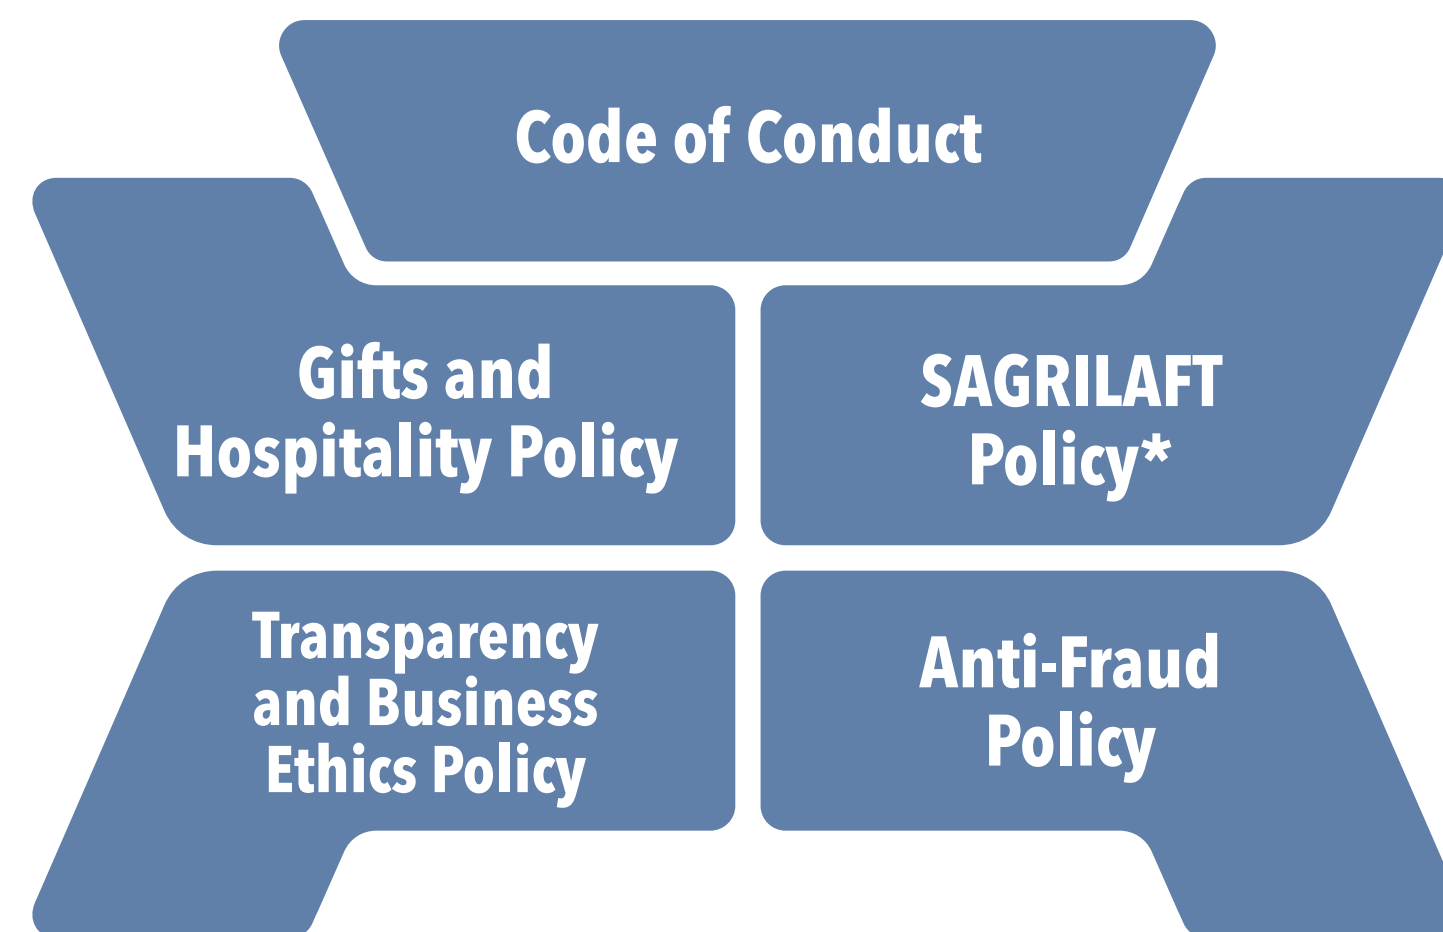 Code of Conduct
Gifts and
Hospitality Policy
SAGRILAFT
Policy*
Transparency
and Business
Ethics Policy
Anti-Fraud
Policy